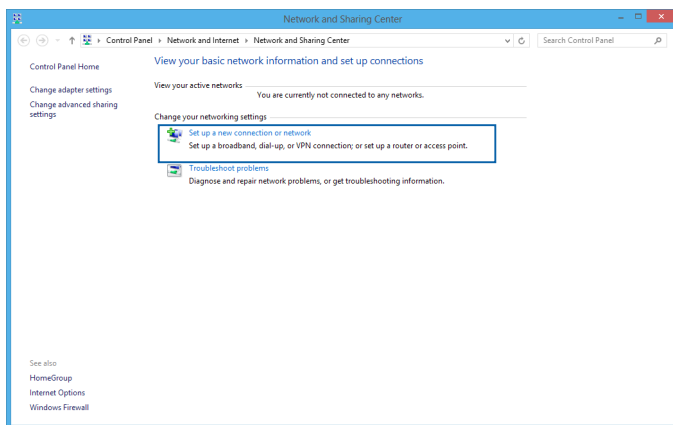 Network and Sharing Center
Control Panel Network and Internet Network and Sharing Center
Search Control Panel
Control Panel Home
Change adapter settings
Change advanced sharing
settings
View your basic network information and set up connections
View your active networks
You are currently not connected to any networks.
Change your networking settings
Set up a new connection or network
Set up a broadband, dial-up, or VPN connection; or set up a router or access point.
Troubleshoot problems
Diagnose and repair network problems, or get troubleshooting information.
See also
HomeGroup
Internet Options
Windows Firewall